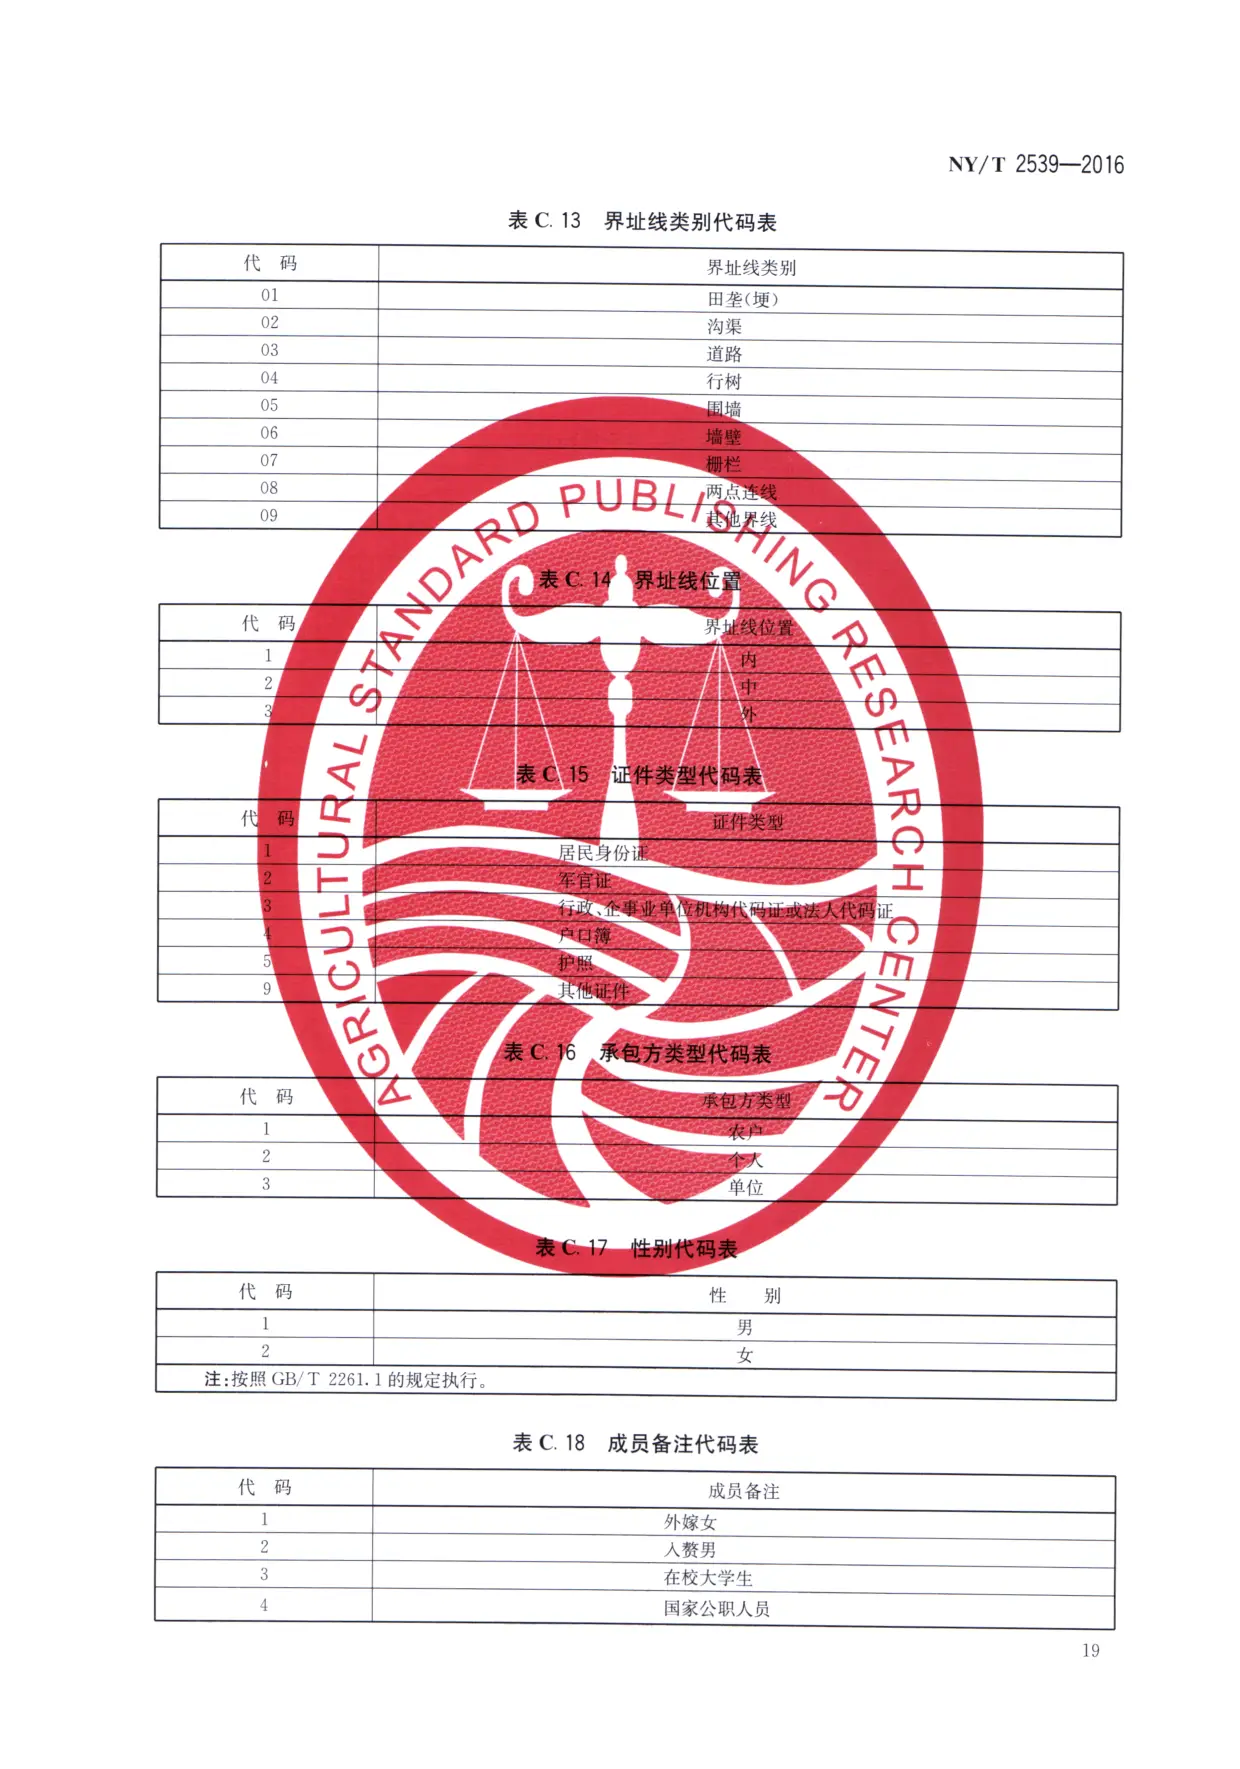 NY/T 2539—2016
表 C. 13 界址线类别代码表
代 码 界址线类别
01 田垄(埂)
02 沟渠
03 道路
04 行树
05 围墙
06 墙壁
07 栅栏
08 两点连线
09 其他界线
表 C. 14 界址线位置
代 码 界址线位置
1 内
2 中
3 外
表 C. 15 证件类型代码表
代 码 证件类型
1 居民身份证
2 军官证
3 行政、企事业单位机构代码证或法人代码证
4 户口簿
5 护照
9 其他证件
表 C. 16 承包方类型代码表
代 码 承包方类型
1 农户
2 个人
3 单位
表 C. 17 性别代码表
代 码 性 别
1 男
2 女
注:按照 GB/T 2261.1 的规定执行。
表 C. 18 成员备注代码表
代 码 成员备注
1 外嫁女
2 入赘男
3 在校大学生
4 国家公职人员
19
AGRICULTURAL STANDARD PUBLISHING RESEARCH CENTER